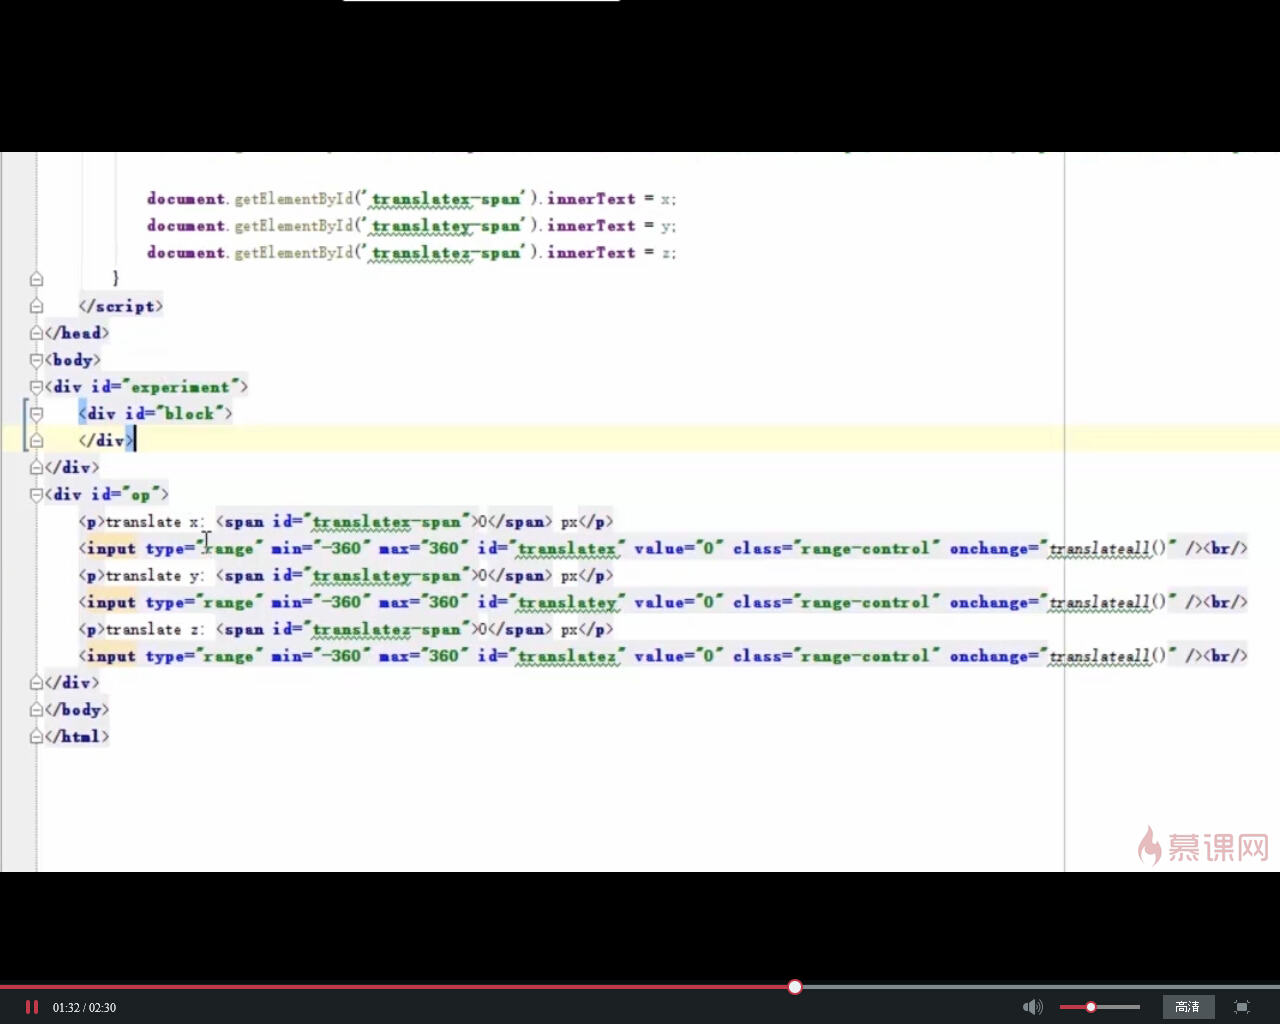 document.getElementById('translatex-span').innerText = x;
document.getElementById('translatey-span').innerText = y;
document.getElementById('translatez-span').innerText = z;
}
</script>
</head>
<body>
<div id="experiment">
<div id="block">
</div>
</div>
<div id="op">
<p>translate x: <span id="translatex-span">0</span> px</p>
<input type="range" min="-360" max="360" id="translatex" value="0" class="range-control" onchange="translateall()" /><br/>
<p>translate y: <span id="translatey-span">0</span> px</p>
<input type="range" min="-360" max="360" id="translatey" value="0" class="range-control" onchange="translateall()" /><br/>
<p>translate z: <span id="translatez-span">0</span> px</p>
<input type="range" min="-360" max="360" id="translatez" value="0" class="range-control" onchange="translateall()" /><br/>
</div>
</body>
</html>
慕课网
01:32 / 02:30
高清